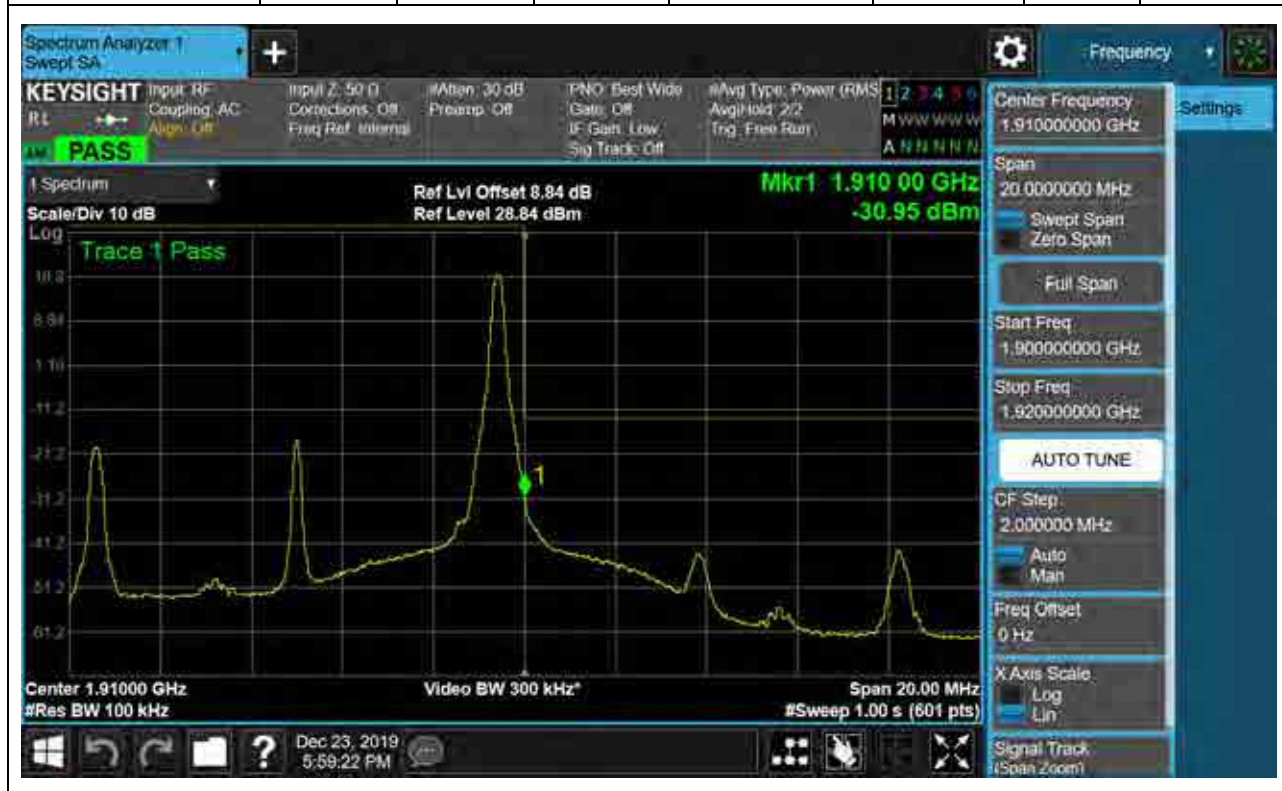 Spectrum Analyzer 1
Swept SA
+
Frequency
KEYSIGHT Input: RF
Coupling: AC
Align: Off
RL
Input Z: 50 Ω
Corrections: Off
Freq Ref: Internal
#Atten: 30 dB
Preamp: Off
PNO: Best Wide
Gate: Off
IF Gain: Low
Sig Track: Off
#Avg Type: Power (RMS
Avg|Hold: 2/2
Trig: Free Run
1 2 3 4 5 6
M W W W W W
A N N N N N
PASS
Center Frequency
1.910000000 GHz
Settings
Span
20.0000000 MHz
Swept Span
Zero Span
Full Span
Start Freq
1.900000000 GHz
Stop Freq
1.920000000 GHz
AUTO TUNE
CF Step
2.000000 MHz
Auto
Man
Freq Offset
0 Hz
X Axis Scale
Log
Lin
Signal Track
(Span Zoom)
1 Spectrum
Scale/Div 10 dB
Ref Lvl Offset 8.84 dB
Ref Level 28.84 dBm
Mkr1 1.910 00 GHz
-30.95 dBm
Log
Trace 1 Pass
18.8
8.84
-1.16
-11.2
-21.2
-31.2
-41.2
-51.2
-61.2
1
Center 1.91000 GHz
#Res BW 100 kHz
Video BW 300 kHz*
Span 20.00 MHz
#Sweep 1.00 s (601 pts)
?
Dec 23, 2019
5:59:22 PM